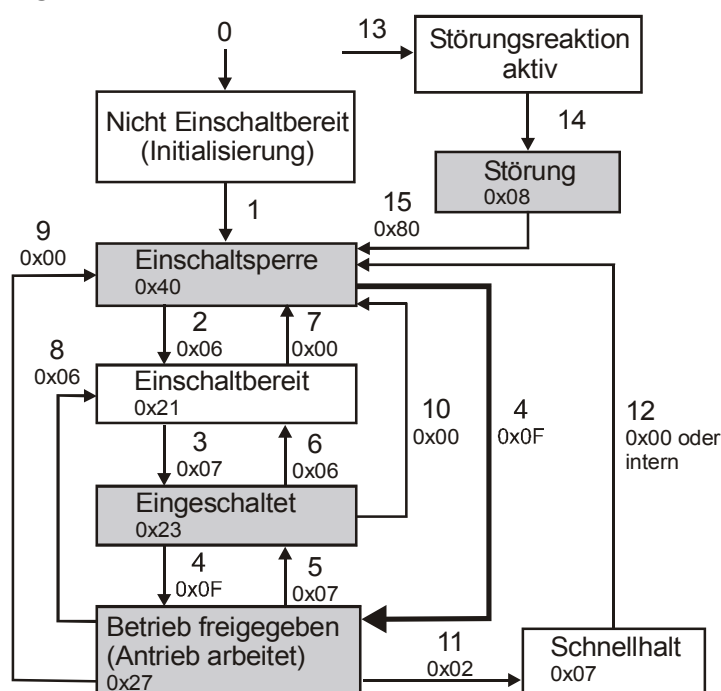 0
13
Störungsreaktion
aktiv
Nicht Einschaltbereit
(Initialisierung)
14
Störung
0x08
1
15
0x80
9
0x00
Einschaltsperre
0x40
2
0x06
7
0x00
8
0x06
Einschaltbereit
0x21
10
0x00
4
0x0F
12
0x00 oder
intern
3
0x07
6
0x06
Eingeschaltet
0x23
4
0x0F
5
0x07
Betrieb freigegeben
(Antrieb arbeitet)
0x27
11
0x02
Schnellhalt
0x07